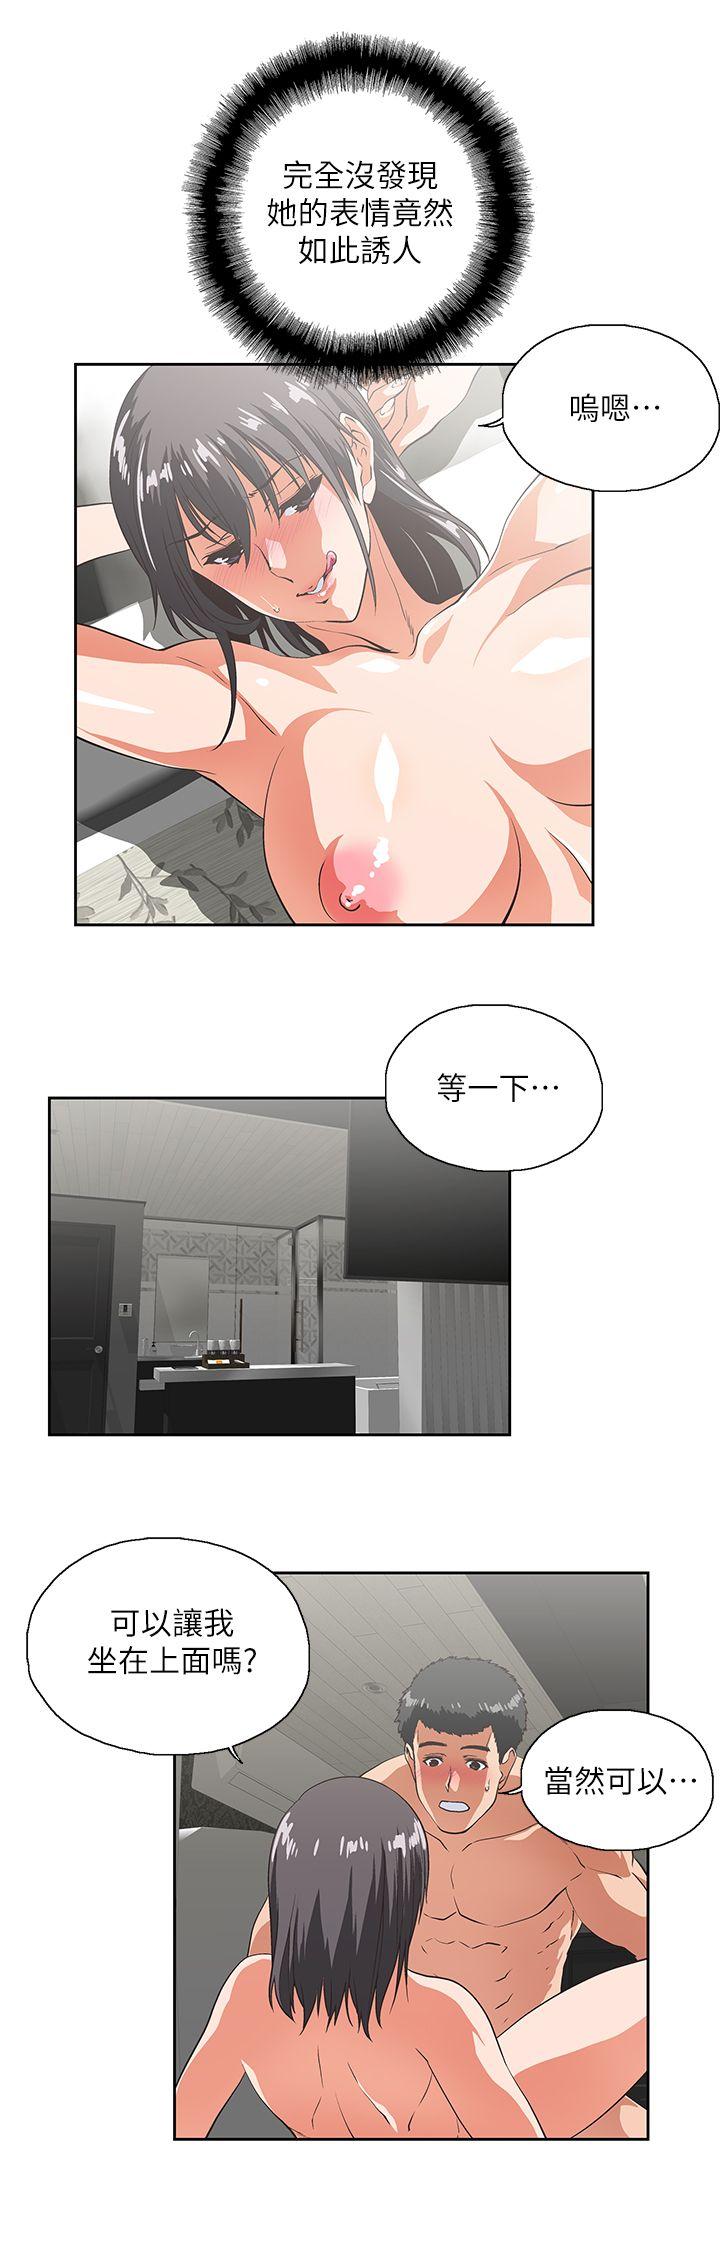 完全沒發現
她的表情竟然
如此誘人
嗚嗯…
等一下…
可以讓我
坐在上面嗎?
當然可以…